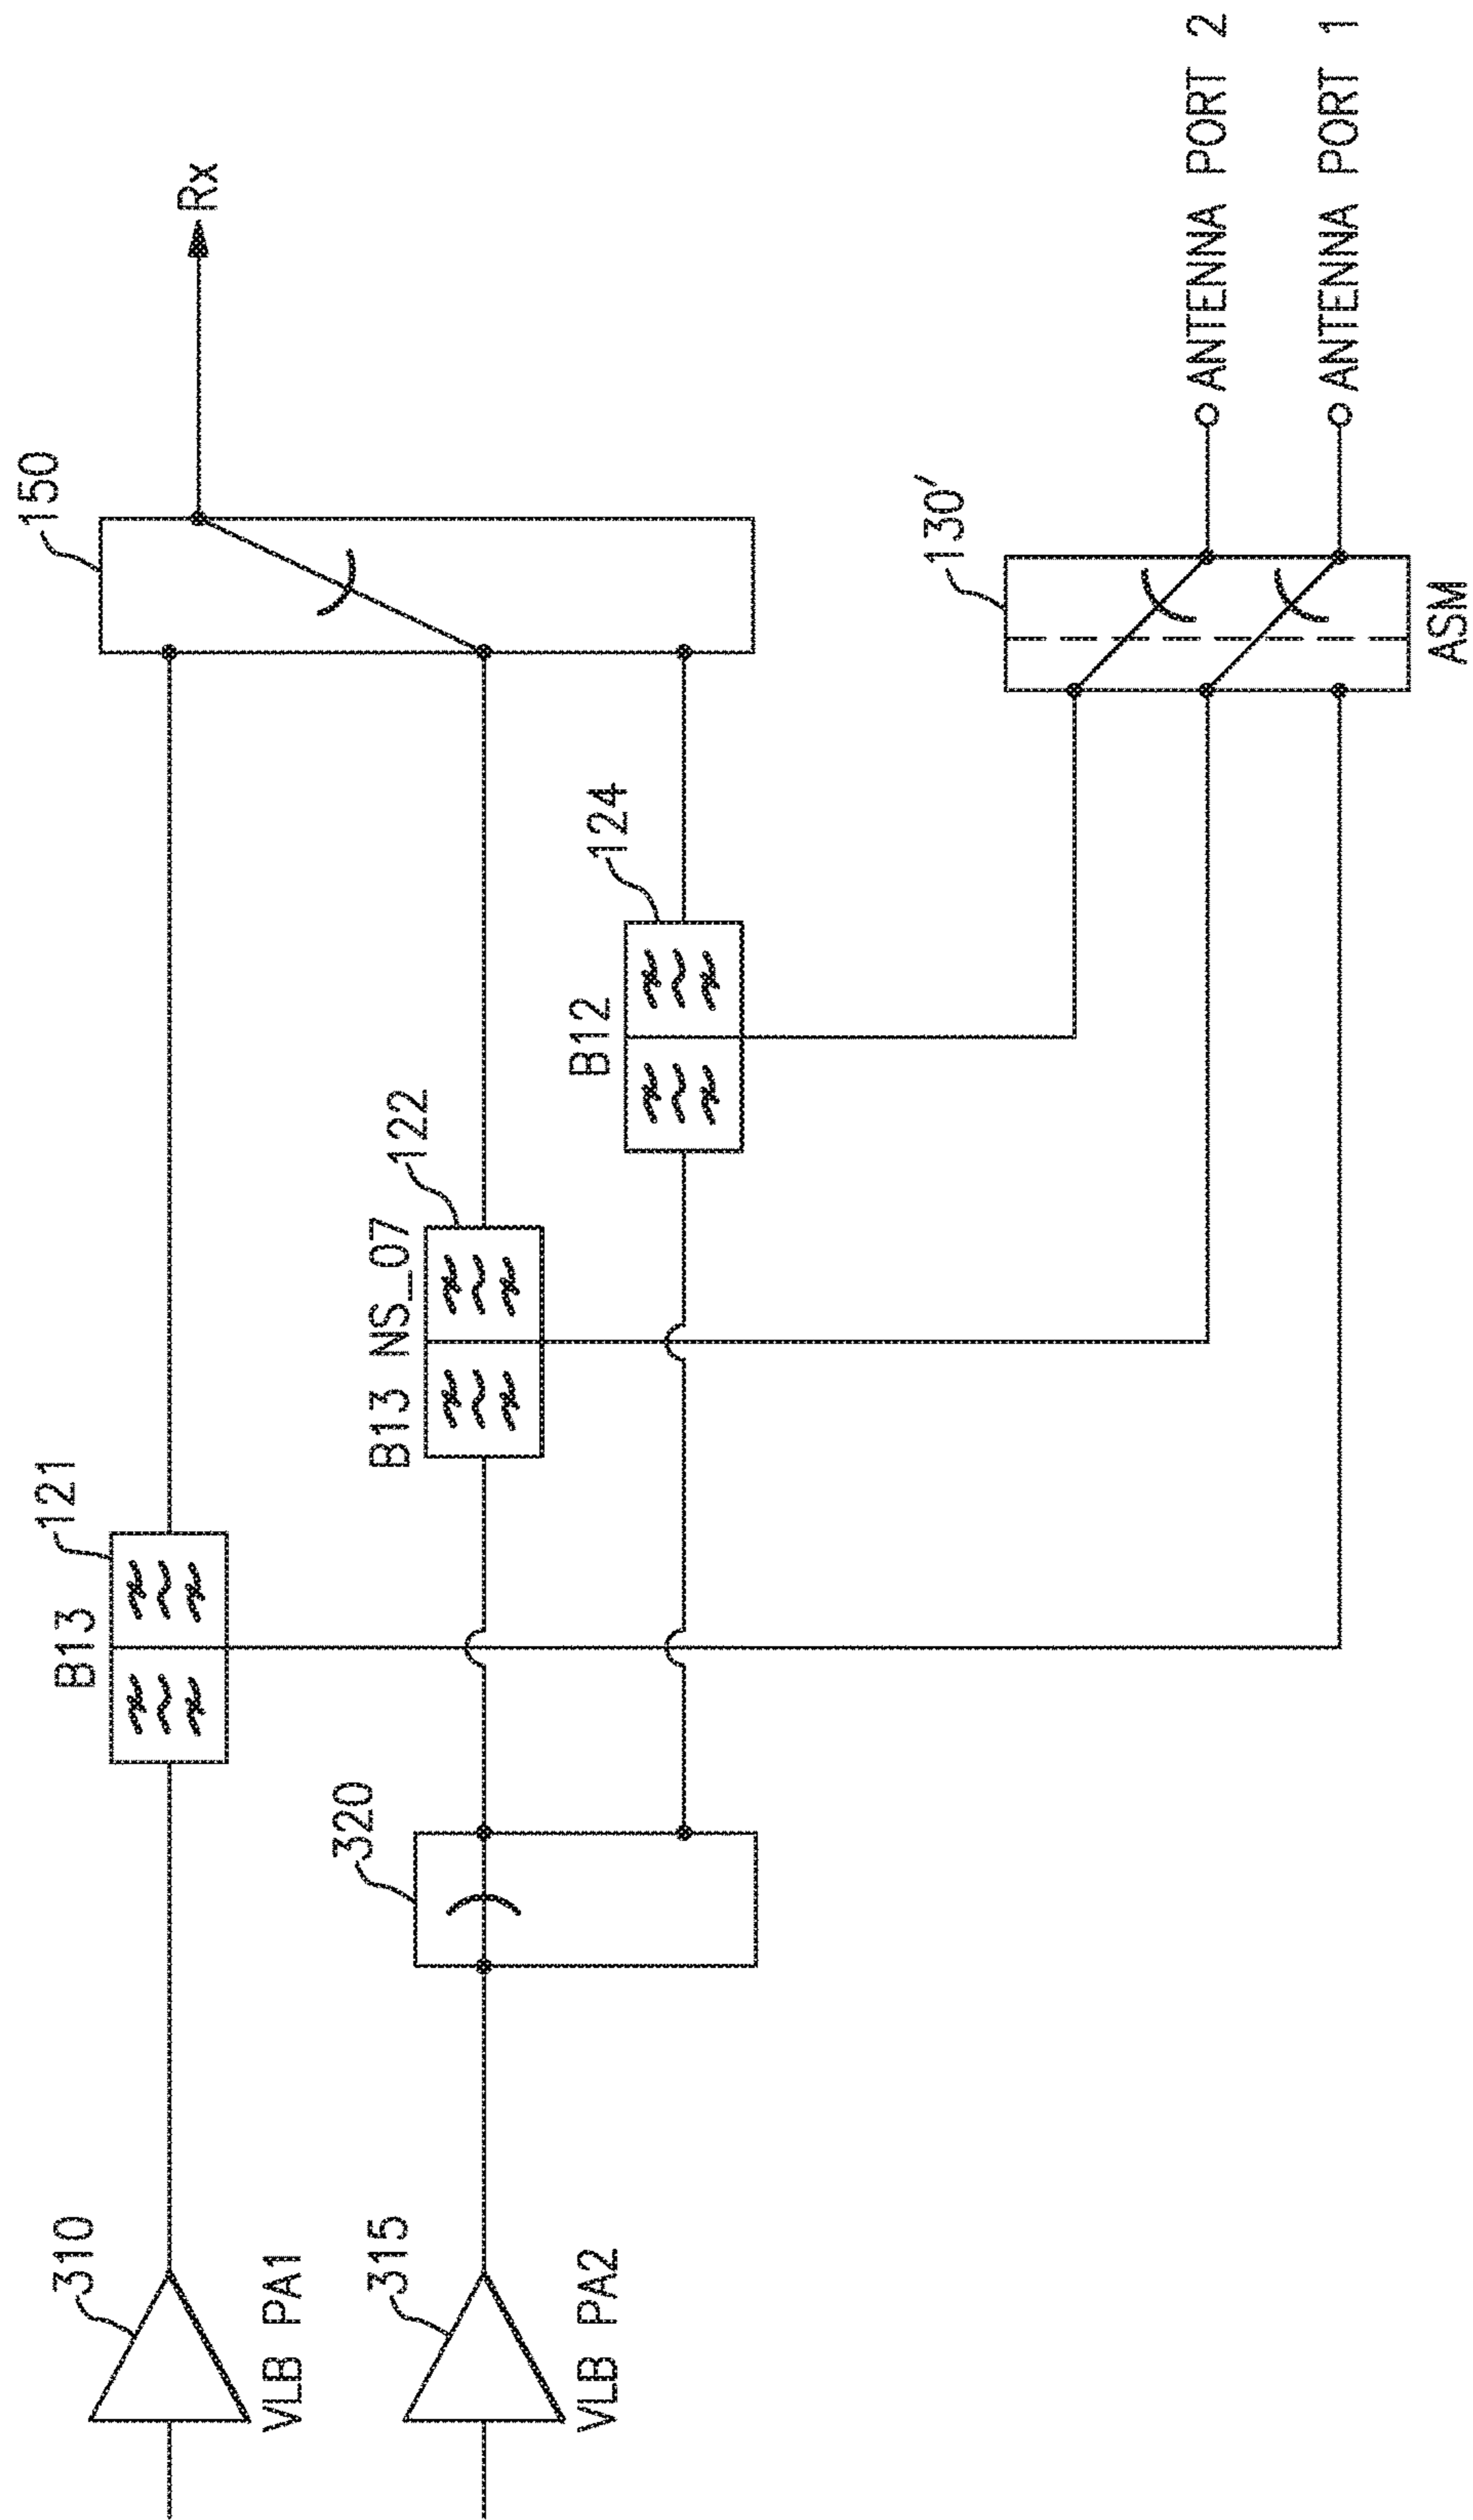 310
VLB PA1
315
VLB PA2
320
B13
121
B13 NS_07
122
B12
124
150
Rx
130'
ASM
ANTENNA PORT 2
ANTENNA PORT 1